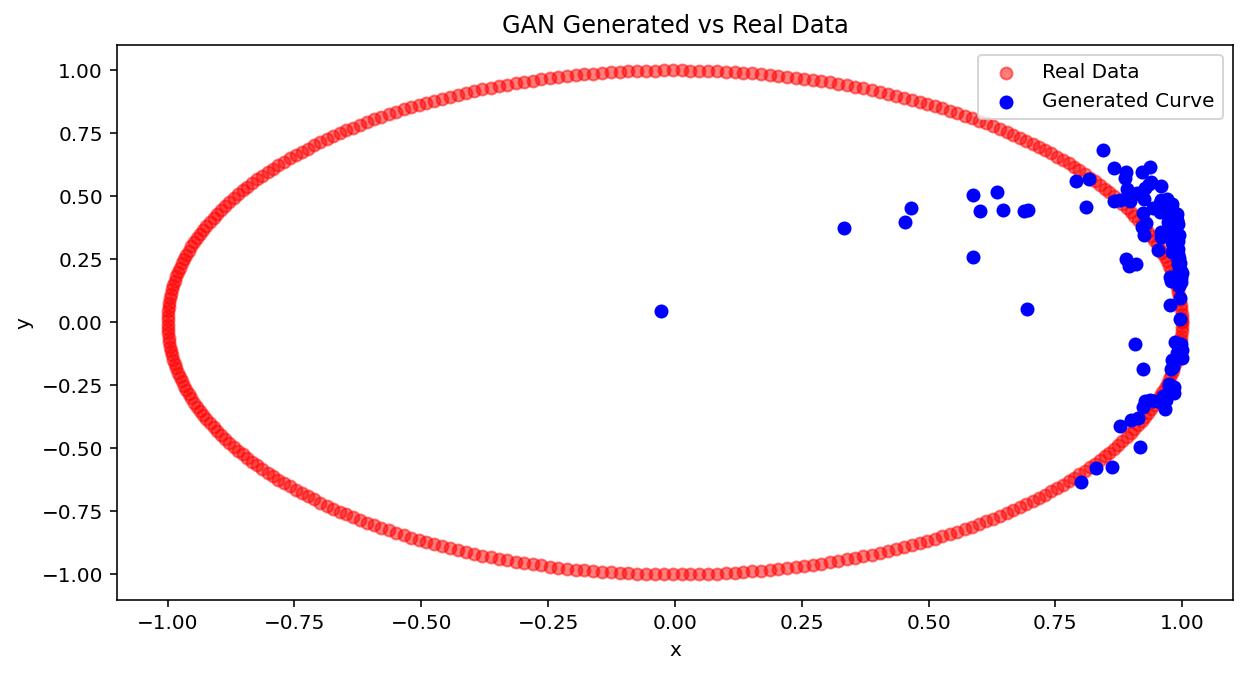 GAN Generated vs Real Data
Real Data
Generated Curve
1.00
0.75
0.50
0.25
0.00
−0.25
−0.50
−0.75
−1.00
y
−1.00 −0.75 −0.50 −0.25 0.00 0.25 0.50 0.75 1.00
x